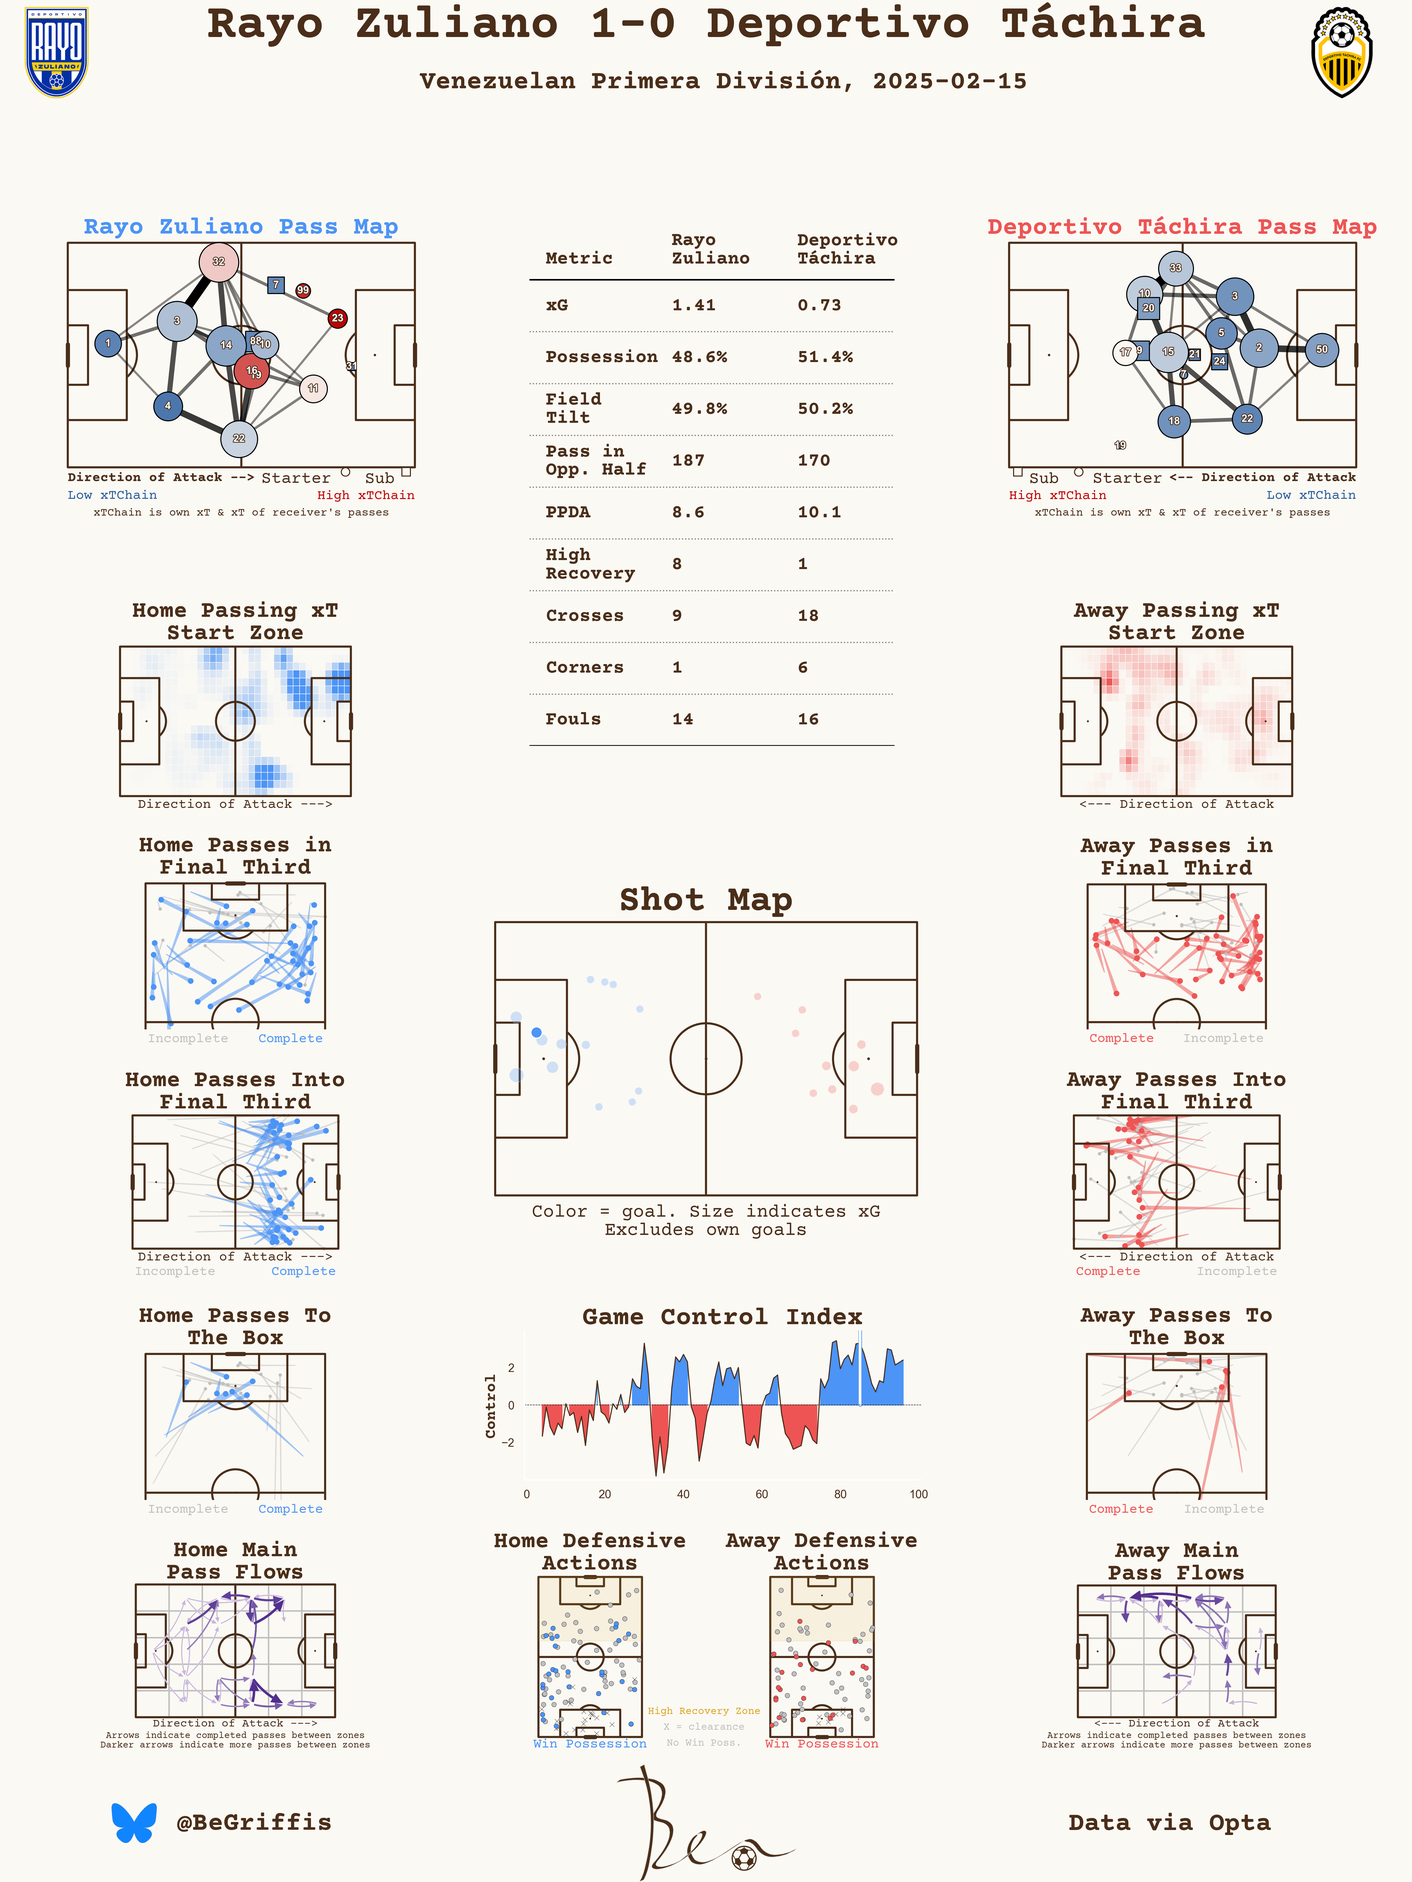 Rayo Zuliano 1-0 Deportivo Táchira
Venezuelan Primera División, 2025-02-15
DEPORTIVO
RAYO
ZULIANO
Rayo Zuliano Pass Map
32
7
99
23
3
1
14
88
10
16
19
31
11
4
22
Direction of Attack --> Starter Sub
Low xTChain High xTChain
xTChain is own xT & xT of receiver's passes
Metric Rayo Zuliano Deportivo Táchira
xG 1.41 0.73
Possession 48.6% 51.4%
Field Tilt 49.8% 50.2%
Pass in Opp. Half 187 170
PPDA 8.6 10.1
High Recovery 8 1
Crosses 9 18
Corners 1 6
Fouls 14 16
Deportivo Táchira Pass Map
33
10
20
3
5
2
50
17
9
15
21
24
7
18
22
19
Sub Starter <-- Direction of Attack
High xTChain Low xTChain
xTChain is own xT & xT of receiver's passes
Home Passing xT
Start Zone
Direction of Attack --->
Away Passing xT
Start Zone
<--- Direction of Attack
Home Passes in
Final Third
Incomplete Complete
Away Passes in
Final Third
Complete Incomplete
Shot Map
Color = goal. Size indicates xG
Excludes own goals
Home Passes Into
Final Third
Direction of Attack --->
Incomplete Complete
Away Passes Into
Final Third
<--- Direction of Attack
Complete Incomplete
Home Passes To
The Box
Incomplete Complete
Game Control Index
Control
2
0
−2
0 20 40 60 80 100
Away Passes To
The Box
Complete Incomplete
Home Main
Pass Flows
Direction of Attack --->
Arrows indicate completed passes between zones
Darker arrows indicate more passes between zones
Home Defensive
Actions
Win Possession
Away Defensive
Actions
Win Possession
High Recovery Zone
X = clearance
No Win Poss.
Away Main
Pass Flows
<--- Direction of Attack
Arrows indicate completed passes between zones
Darker arrows indicate more passes between zones
@BeGriffis
Ben
Data via Opta